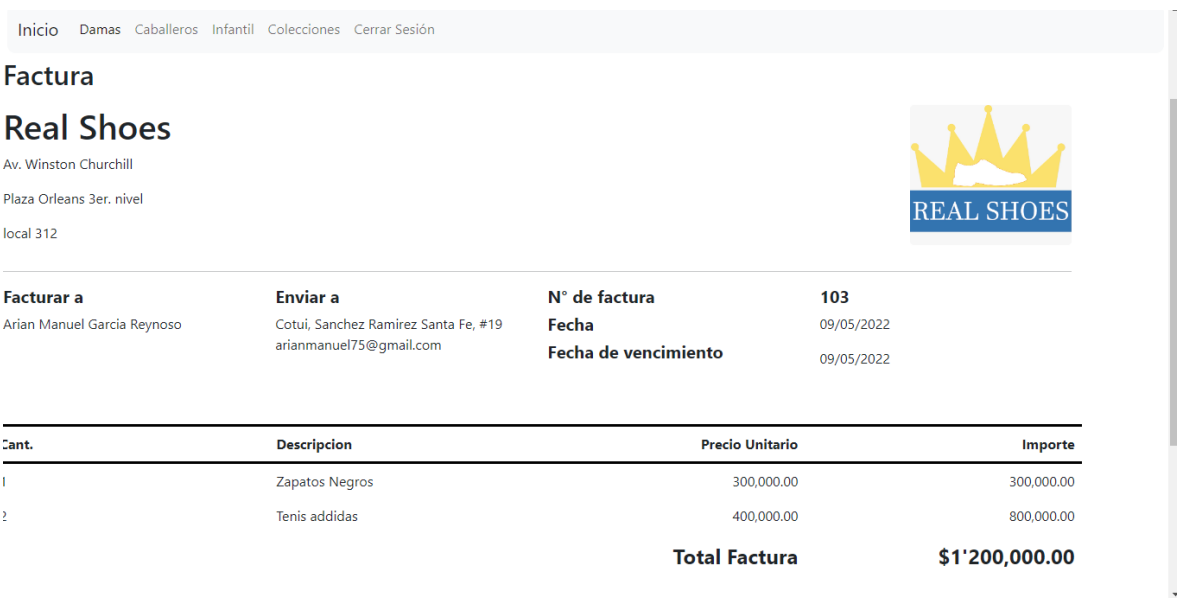 Inicio Damas Caballeros Infantil Colecciones Cerrar Sesión
Factura
Real Shoes
Av. Winston Churchill
Plaza Orleans 3er. nivel
local 312
REAL SHOES
Facturar a Enviar a N° de factura 103
Arian Manuel Garcia Reynoso Cotui, Sanchez Ramirez Santa Fe, #19 Fecha 09/05/2022
arianmanuel75@gmail.com Fecha de vencimiento 09/05/2022
Cant. Descripcion Precio Unitario Importe
1 Zapatos Negros 300,000.00 300,000.00
2 Tenis addidas 400,000.00 800,000.00
Total Factura $1'200,000.00